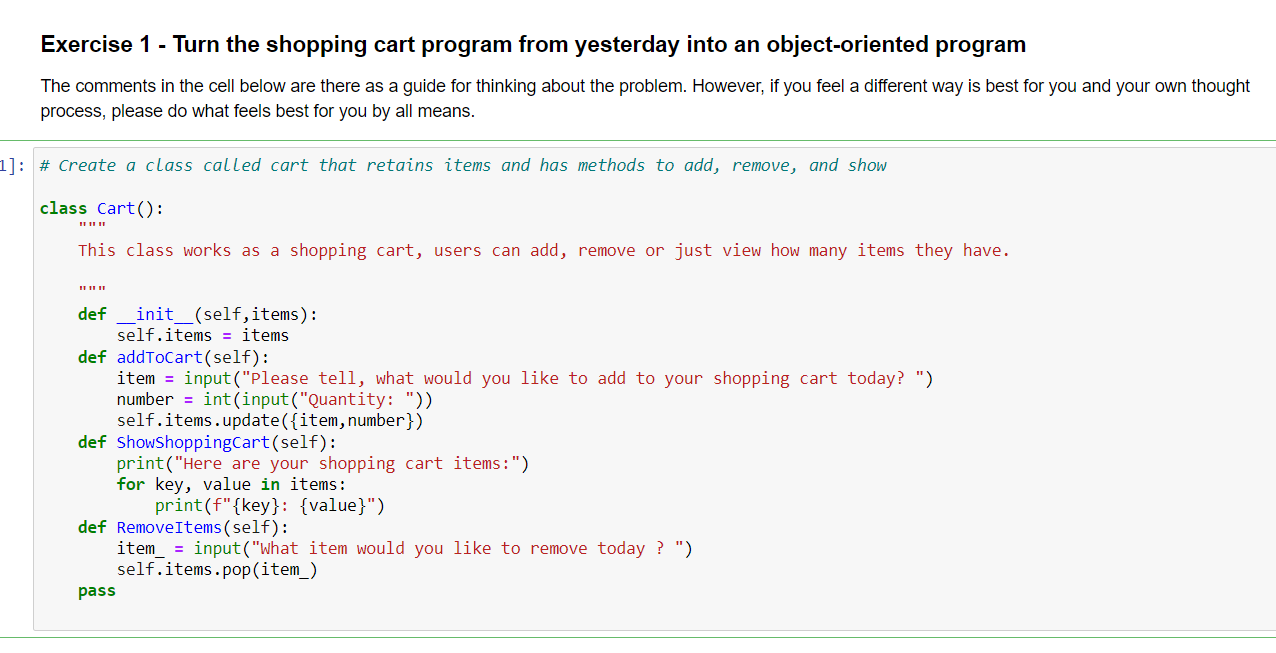 Exercise 1 - Turn the shopping cart program from yesterday into an object-oriented program
The comments in the cell below are there as a guide for thinking about the problem. However, if you feel a different way is best for you and your own thought
process, please do what feels best for you by all means.
1]: # Create a class called cart that retains items and has methods to add, remove, and show
class Cart():
    """
    This class works as a shopping cart, users can add, remove or just view how many items they have.
    """
    def __init__(self,items):
        self.items = items
    def addToCart(self):
        item = input("Please tell, what would you like to add to your shopping cart today? ")
        number = int(input("Quantity: "))
        self.items.update({item,number})
    def ShowShoppingCart(self):
        print("Here are your shopping cart items:")
        for key, value in items:
            print(f"{key}: {value}")
    def RemoveItems(self):
        item_ = input("What item would you like to remove today ? ")
        self.items.pop(item_)
    pass